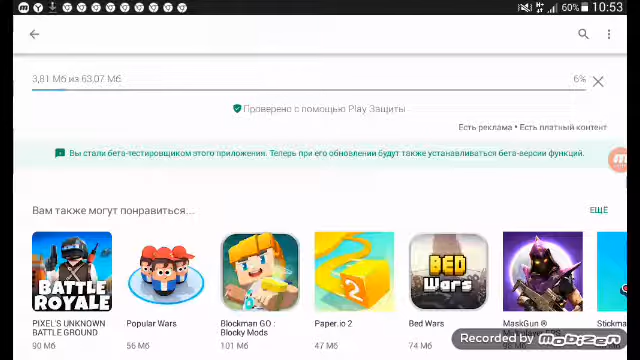 60% 10:53
3,81 Мб из 63,07 Мб 6%
Проверено с помощью Play Защиты
Есть реклама • Есть платный контент
Вы стали бета-тестировщиком этого приложения. Теперь при его обновлении будут также устанавливаться бета-версии функций.
Вам также могут понравиться... ЕЩЁ
BATTLE
ROYALE
2
BED
Wars
PIXEL'S UNKNOWN
BATTLE GROUND
90 Мб
Popular Wars
56 Мб
Blockman GO :
Blocky Mods
101 Мб
Paper.io 2
47 Мб
Bed Wars
74 Мб
MaskGun ®
Stickma
Recorded by MOBIZEN